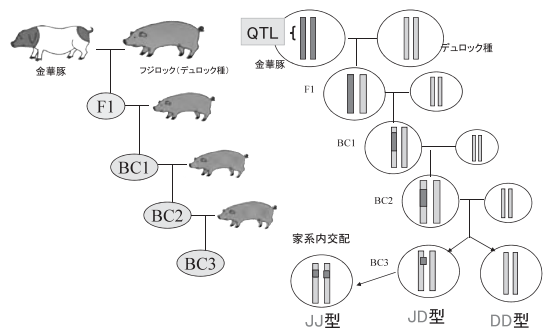 金華豚
フジロック(デュロック種)
F1
BC1
BC2
BC3
QTL
金華豚
デュロック種
F1
BC1
BC2
家系内交配
BC3
JJ型
JD型
DD型